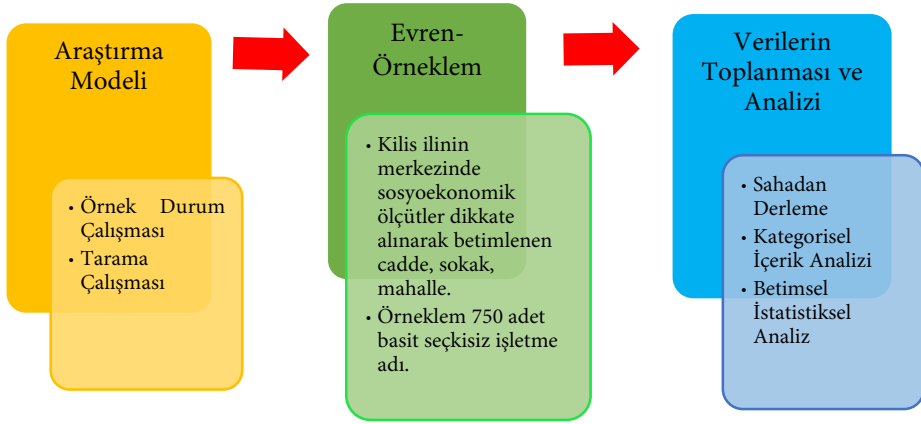 Araştırma
Modeli
• Örnek Durum
Çalışması
• Tarama
Çalışması
Evren-
Örneklem
• Kilis ilinin
merkezinde
sosyoekonomik
ölçütler dikkate
alınarak betimlenen
cadde, sokak,
mahalle.
• Örneklem 750 adet
basit seçkisiz işletme
adı.
Verilerin
Toplanması ve
Analizi
• Sahadan
Derleme
• Kategorisel
İçerik Analizi
• Betimsel
İstatistiksel
Analiz